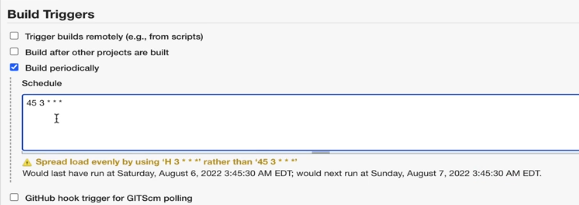 Build Triggers
Trigger builds remotely (e.g., from scripts)
Build after other projects are built
Build periodically
Schedule
45 3 * * *
Spread load evenly by using ‘H 3 * * *’ rather than ‘45 3 * * *’
Would last have run at Saturday, August 6, 2022 3:45:30 AM EDT; would next run at Sunday, August 7, 2022 3:45:30 AM EDT.
GitHub hook trigger for GITScm polling